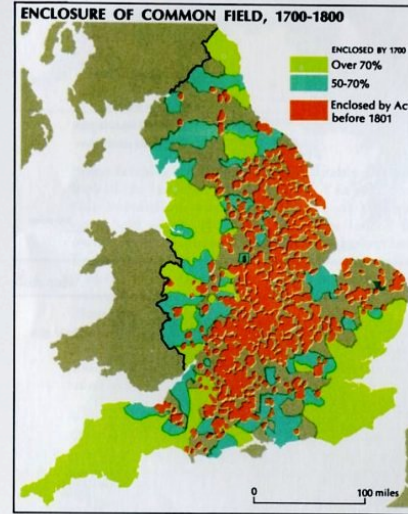 ENCLOSURE OF COMMON FIELD, 1700-1800
ENCLOSED BY 1700
Over 70%
50-70%
Enclosed by Ac
before 1801
0
100 miles